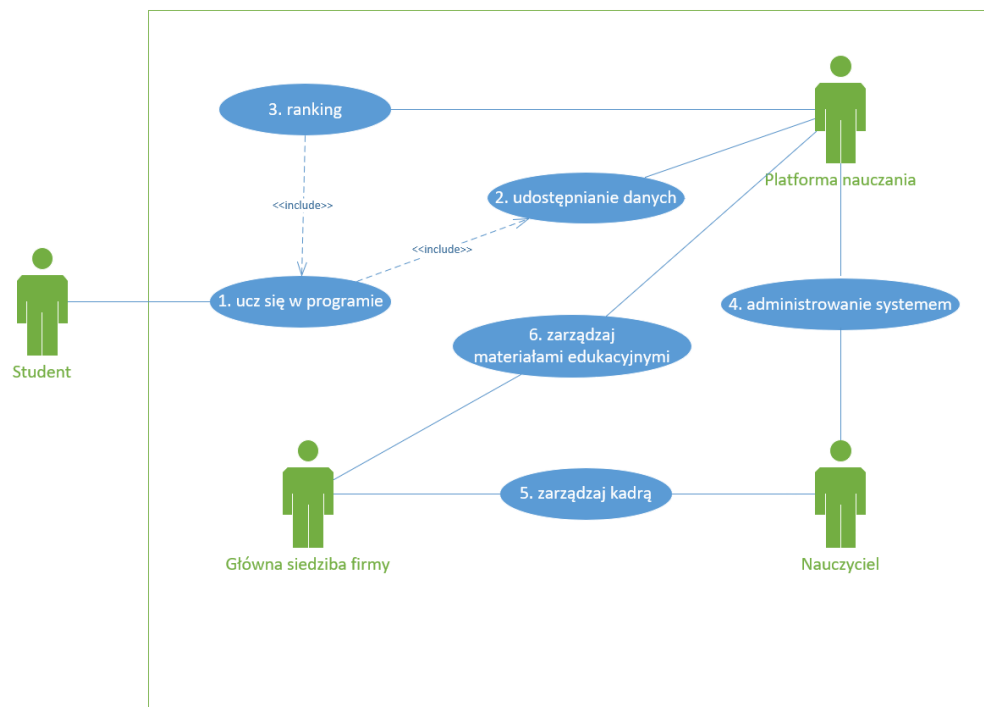 3. ranking
Platforma nauczania
2. udostępnianie danych
<<include>>
<<include>>
1. ucz się w programie
4. administrowanie systemem
6. zarządzaj
materiałami edukacyjnymi
Student
5. zarządzaj kadrą
Główna siedziba firmy
Nauczyciel